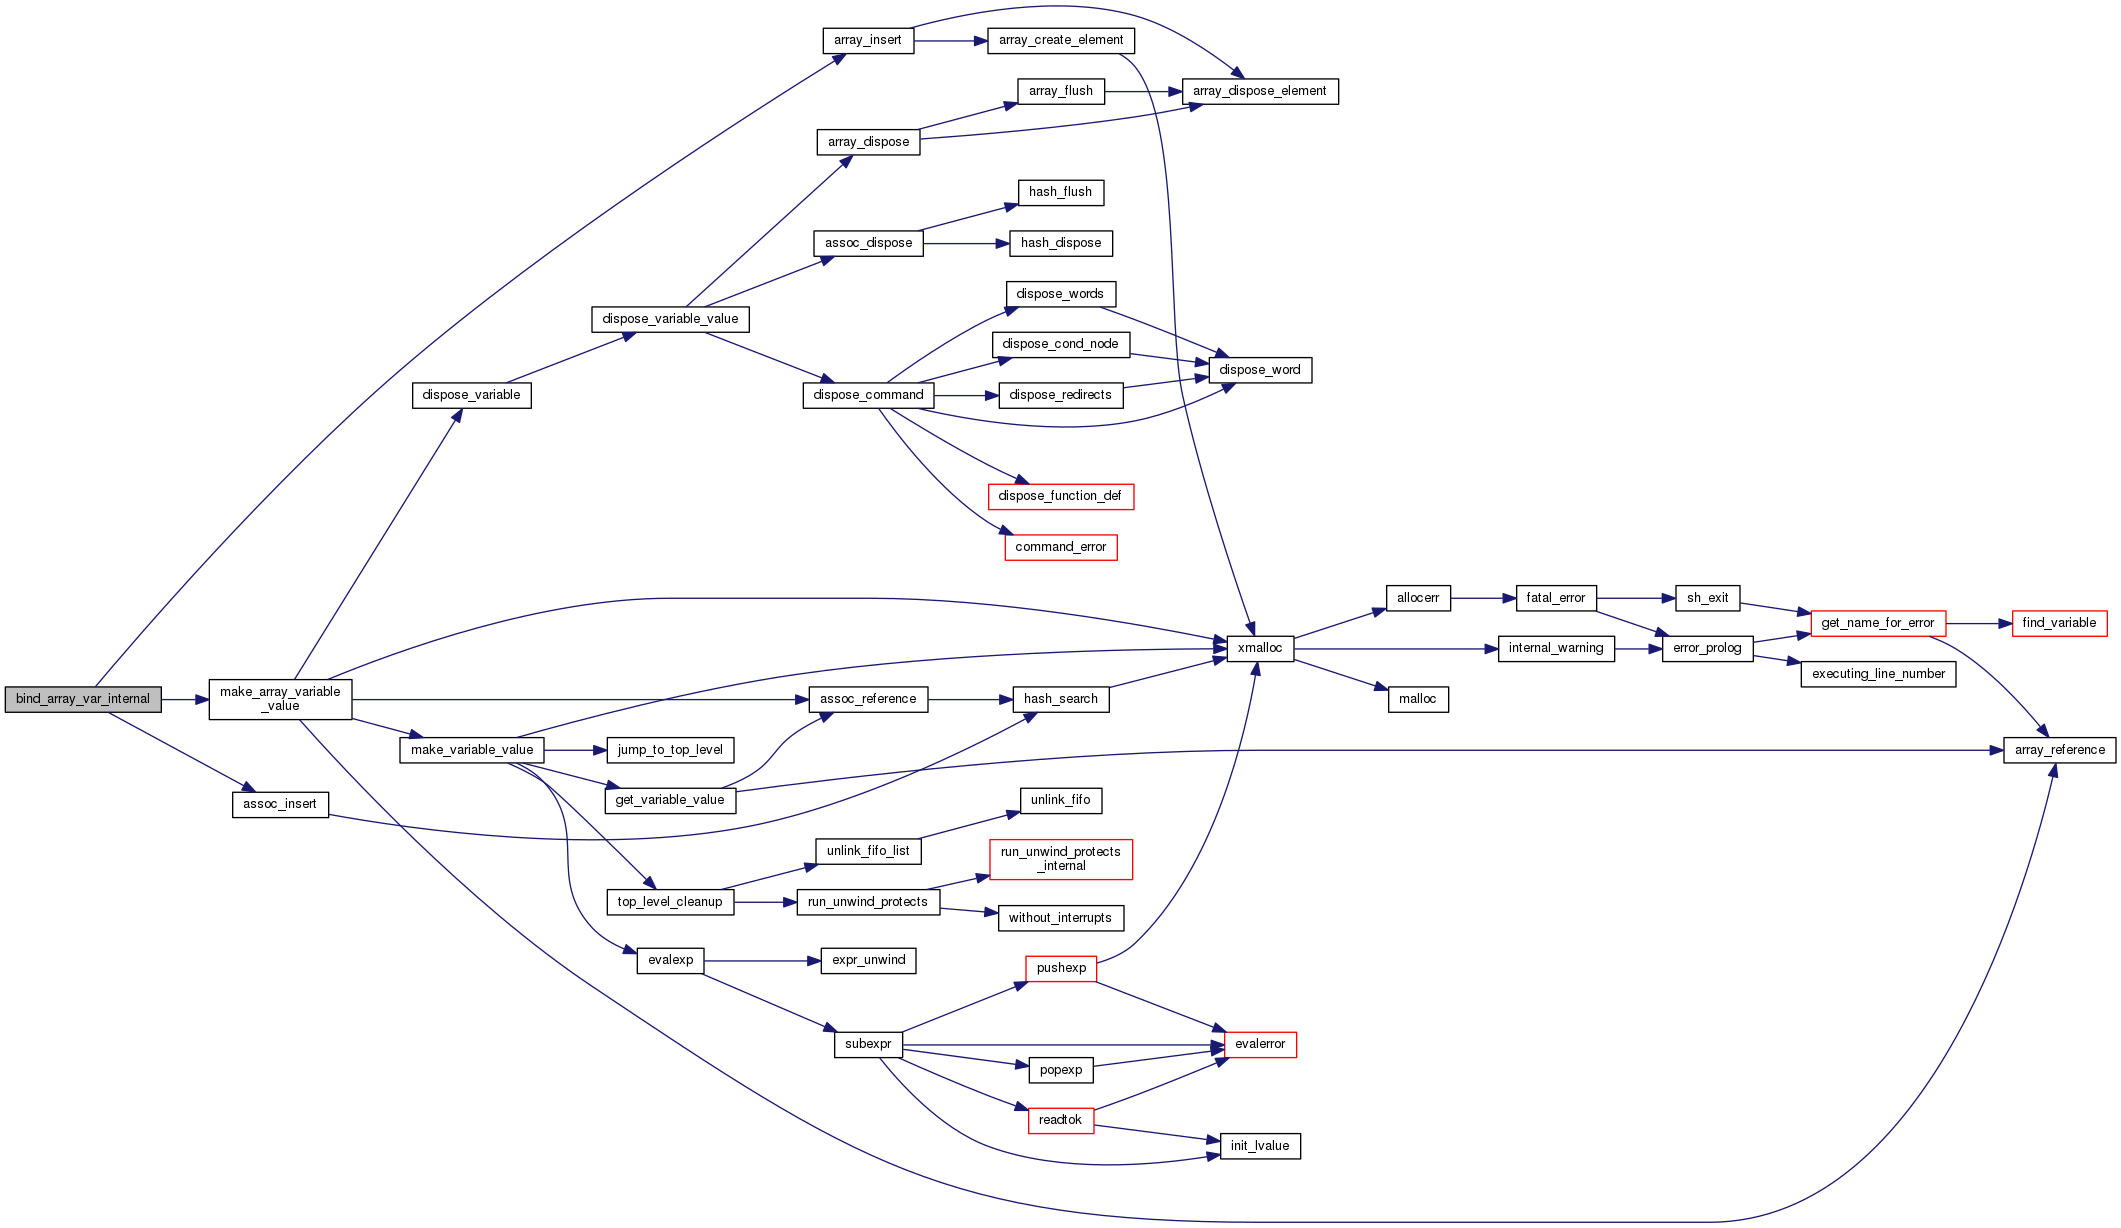 array_insert
array_create_element
array_flush
array_dispose_element
array_dispose
hash_flush
assoc_dispose
hash_dispose
dispose_words
dispose_variable_value
dispose_cond_node
dispose_word
dispose_variable
dispose_command
dispose_redirects
dispose_function_def
command_error
allocerr
fatal_error
sh_exit
get_name_for_error
find_variable
xmalloc
internal_warning
error_prolog
executing_line_number
bind_array_var_internal
make_array_variable
_value
assoc_reference
hash_search
malloc
make_variable_value
jump_to_top_level
array_reference
assoc_insert
get_variable_value
unlink_fifo
unlink_fifo_list
run_unwind_protects
_internal
top_level_cleanup
run_unwind_protects
without_interrupts
evalexp
expr_unwind
pushexp
subexpr
evalerror
popexp
readtok
init_lvalue